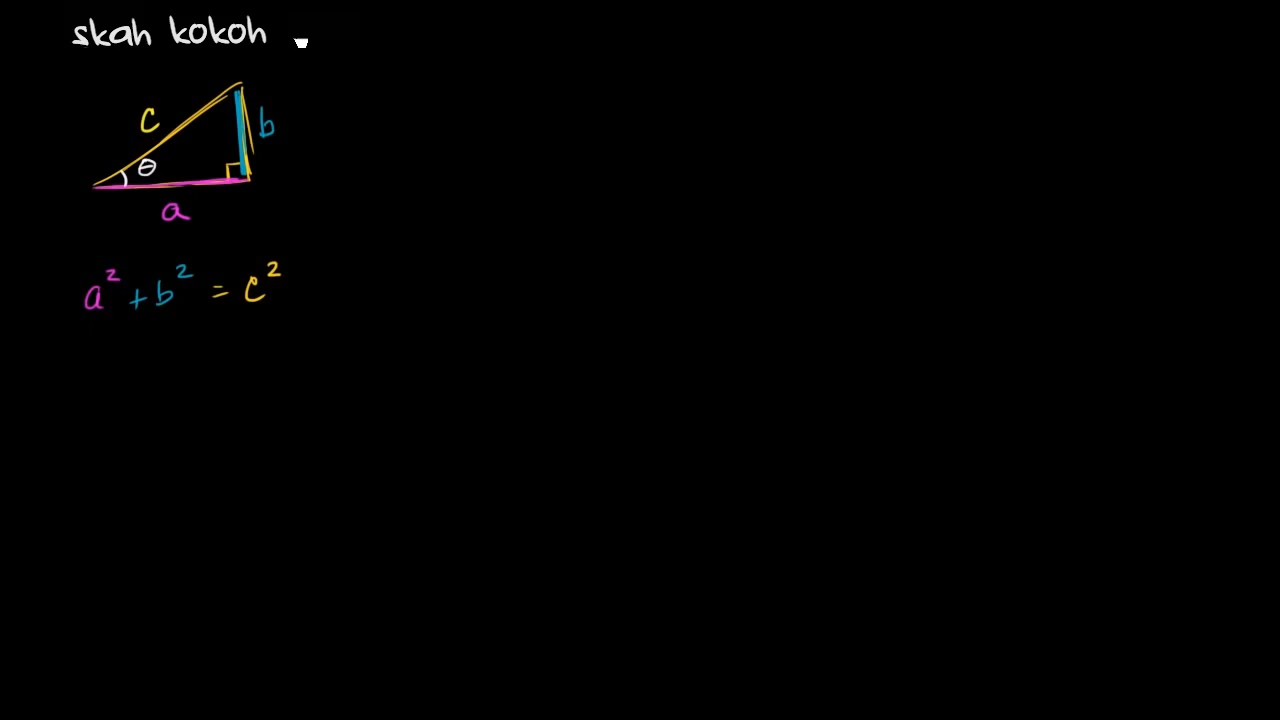 skah kokoh
c
θ
b
a
a² + b² = c²